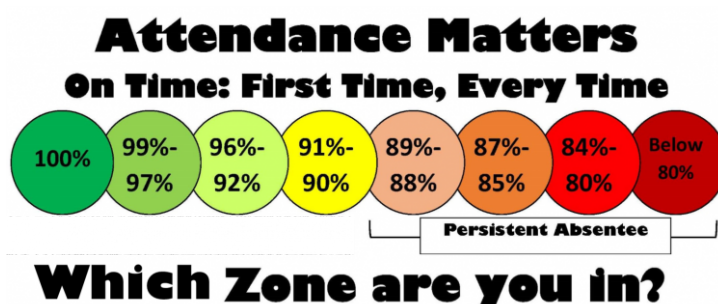 Attendance Matters
On Time: First Time, Every Time
100%
99%-
97%
96%-
92%
91%-
90%
89%-
88%
87%-
85%
84%-
80%
Below
80%
Persistent Absentee
Which Zone are you in?